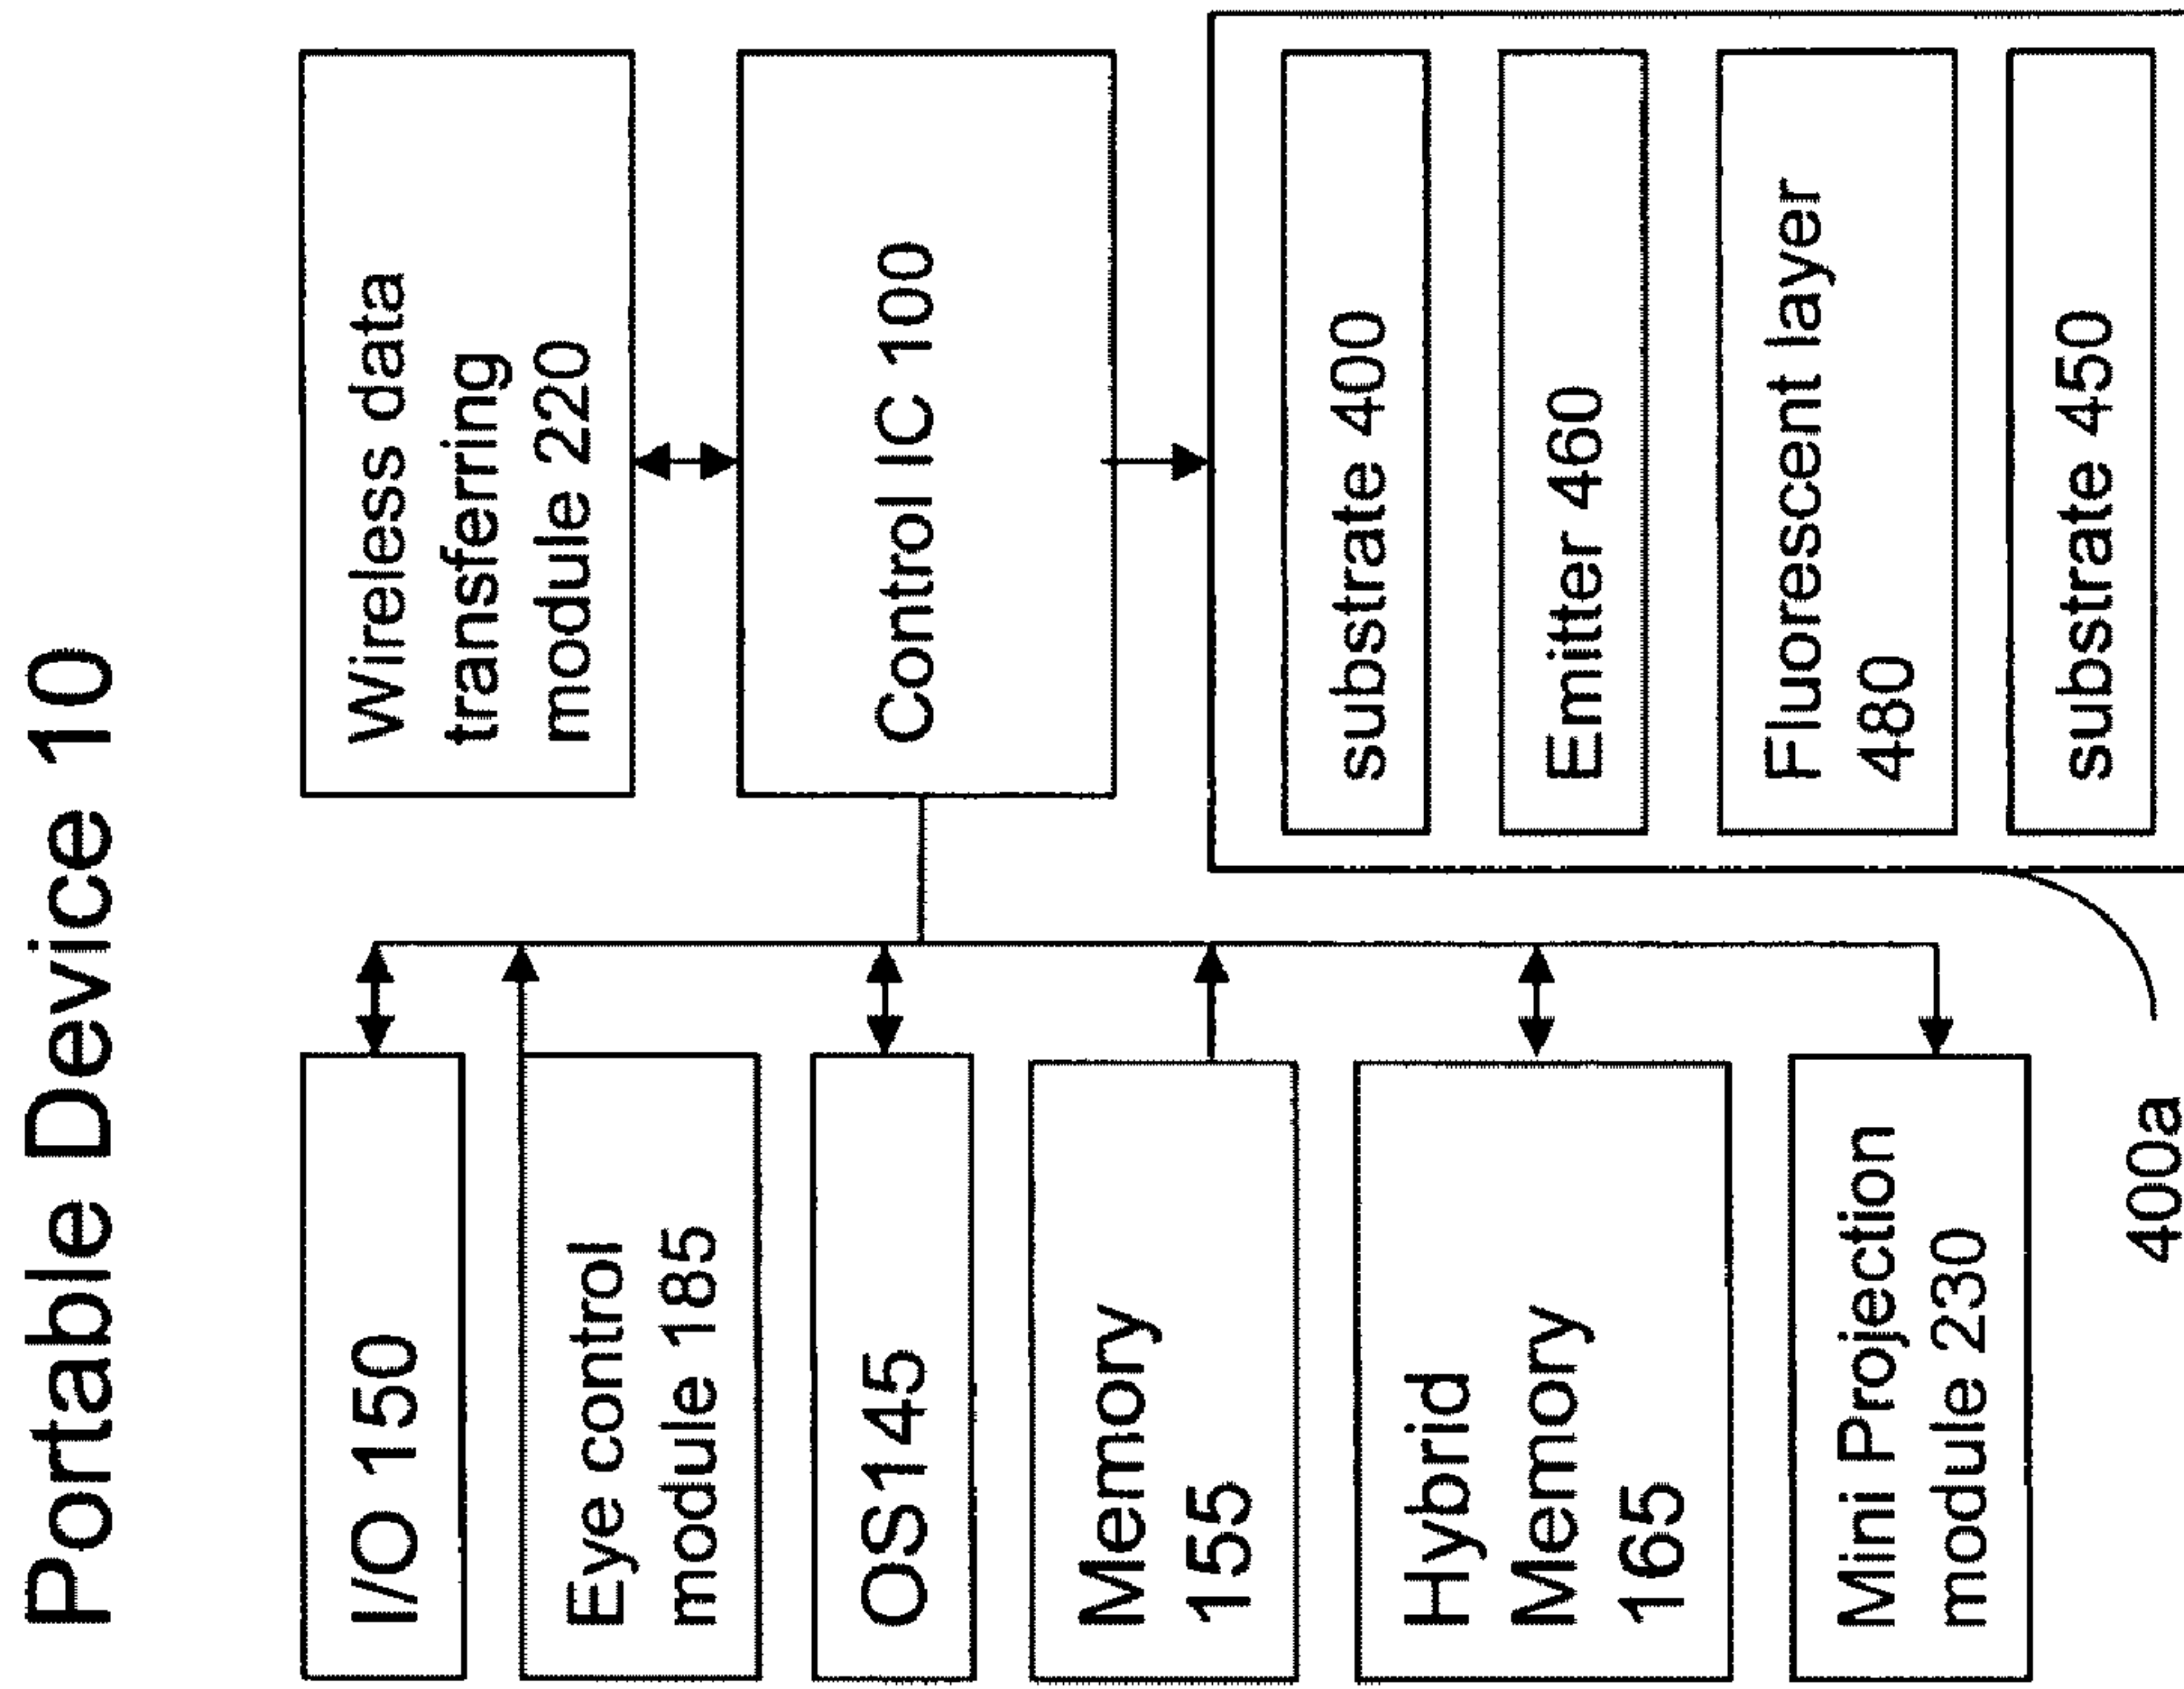 Portable Device 10
I/O 150
Eye control
module 185
OS145
Memory
155
Hybrid
Memory
165
Mini Projection
module 230
400a
Wireless data
transferring
module 220
Control IC 100
substrate 400
Emitter 460
Fluorescent layer
480
substrate 450